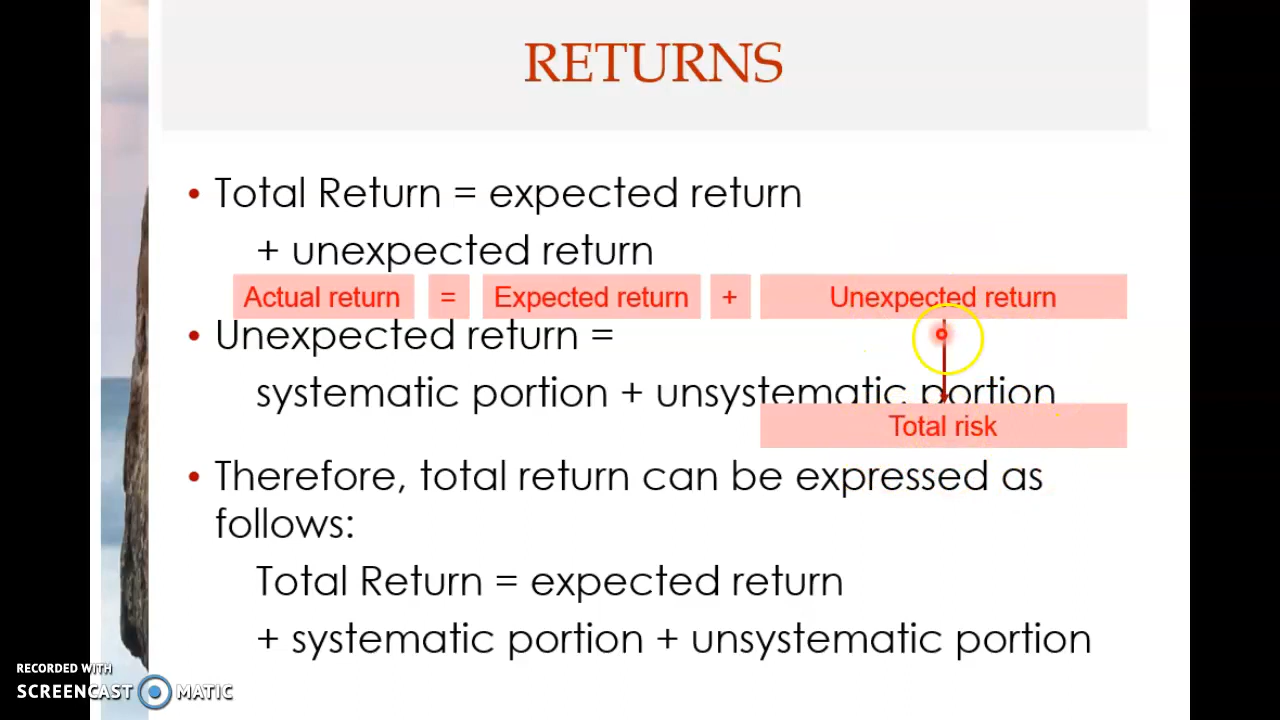 RETURNS
• Total Return = expected return
+ unexpected return
Actual return = Expected return + Unexpected return
• Unexpected return =
systematic portion + unsystematic portion
Total risk
• Therefore, total return can be expressed as
follows:
Total Return = expected return
+ systematic portion + unsystematic portion
RECORDED WITH
SCREENCAST MATIC